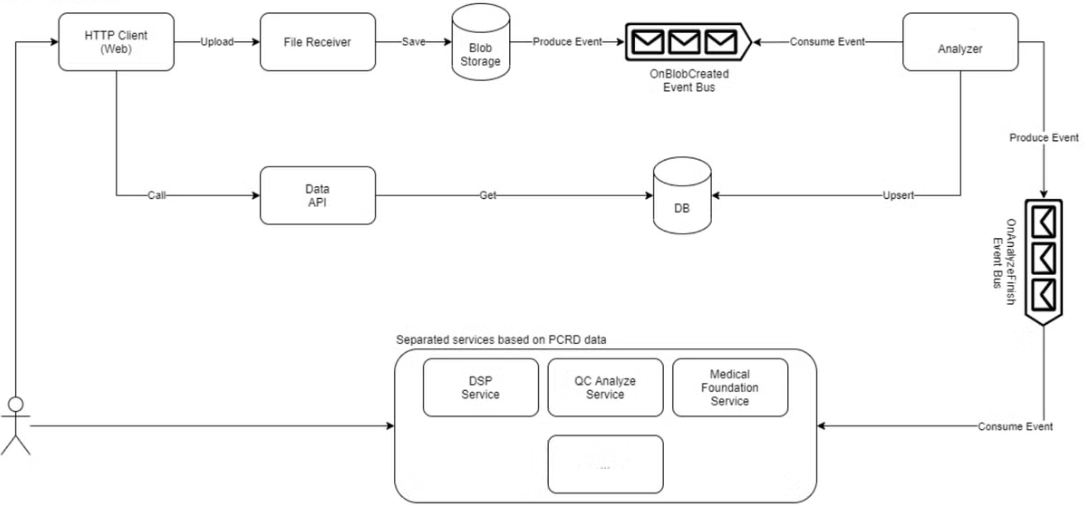 HTTP Client
(Web)
Upload
File Receiver
Save
Blob
Storage
Produce Event
OnBlobCreated
Event Bus
Consume Event
Analyzer
Produce Event
Call
Data
API
Get
DB
Upsert
OnAnalyzeFinish
Event Bus
Separated services based on PCRD data
DSP
Service
QC Analyze
Service
Medical
Foundation
Service
Consume Event
...